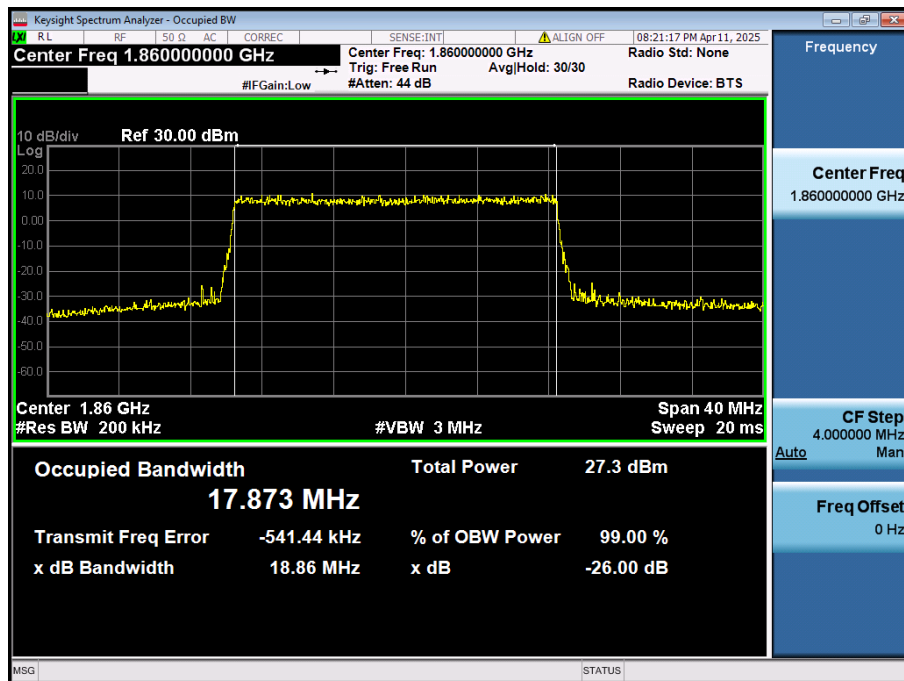 Keysight Spectrum Analyzer - Occupied BW
LXI RL RF 50 Ω AC CORREC SENSE:INT ALIGN OFF 08:21:17 PM Apr 11, 2025
Center Freq 1.860000000 GHz
Center Freq: 1.860000000 GHz
Radio Std: None
Trig: Free Run Avg|Hold: 30/30
#IFGain:Low
#Atten: 44 dB
Radio Device: BTS
10 dB/div Ref 30.00 dBm
Log
20.0
10.0
0.00
-10.0
-20.0
-30.0
-40.0
-50.0
-60.0
Center 1.86 GHz Span 40 MHz
#Res BW 200 kHz #VBW 3 MHz Sweep 20 ms
Occupied Bandwidth Total Power 27.3 dBm
17.873 MHz
Transmit Freq Error -541.44 kHz % of OBW Power 99.00 %
x dB Bandwidth 18.86 MHz x dB -26.00 dB
Frequency
Center Freq
1.860000000 GHz
CF Step
4.000000 MHz
Auto Man
Freq Offset
0 Hz
MSG STATUS